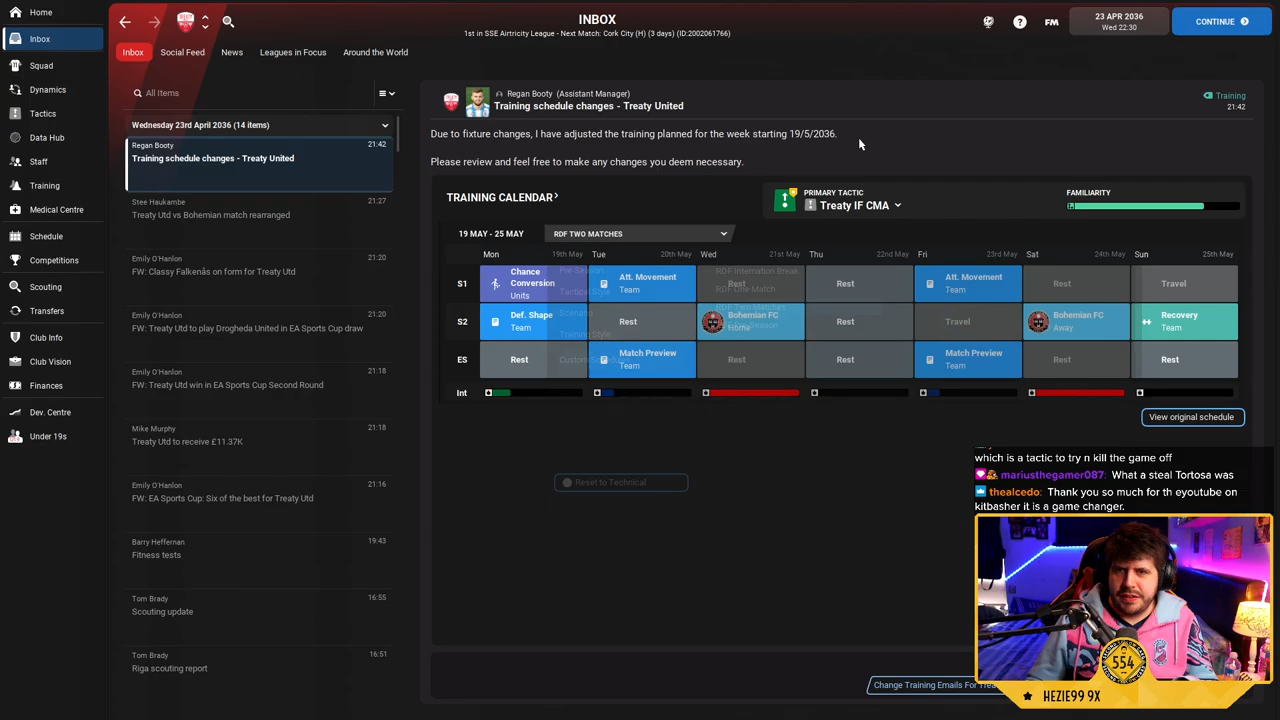 Home
Inbox
Squad
Dynamics
Tactics
Data Hub
Staff
Training
Medical Centre
Schedule
Competitions
Scouting
Transfers
Club Info
Club Vision
Finances
Dev. Centre
Under 19s
INBOX
1st in SSE Airtricity League - Next Match: Cork City (H) (3 days) (ID:2002061766)
FM
23 APR 2036
Wed 22:30
CONTINUE
Inbox
Social Feed
News
Leagues in Focus
Around the World
All Items
Wednesday 23rd April 2036 (14 items)
Regan Booty 21:42
Training schedule changes - Treaty United
Stee Haukambe 21:27
Treaty Utd vs Bohemian match rearranged
Emily O'Hanlon 21:20
FW: Classy Falkenås on form for Treaty Utd
Emily O'Hanlon 21:20
FW: Treaty Utd to play Drogheda United in EA Sports Cup draw
Emily O'Hanlon 21:18
FW: Treaty Utd win in EA Sports Cup Second Round
Mike Murphy 21:18
Treaty Utd to receive £11.37K
Emily O'Hanlon 21:16
FW: EA Sports Cup: Six of the best for Treaty Utd
Barry Heffernan 19:43
Fitness tests
Tom Brady 16:55
Scouting update
Tom Brady 16:51
Riga scouting report
Regan Booty (Assistant Manager)
Training schedule changes - Treaty United
Training
21:42
Due to fixture changes, I have adjusted the training planned for the week starting 19/5/2036.
Please review and feel free to make any changes you deem necessary.
TRAINING CALENDAR
PRIMARY TACTIC
Treaty IF CMA
FAMILIARITY
19 MAY - 25 MAY
RDF TWO MATCHES
Mon 19th May Tue 20th May Wed 21st May Thu 22nd May Fri 23rd May Sat 24th May Sun 25th May
S1
Chance Conversion
Units
Att. Movement
Team
Rest
Rest
Att. Movement
Team
Rest
Travel
S2
Def. Shape
Team
Rest
Bohemian FC
Home
Rest
Travel
Bohemian FC
Away
Recovery
Team
ES
Rest
Match Preview
Team
Rest
Rest
Match Preview
Team
Rest
Rest
Int
Pre-Season
Tactical Style
Scenario
Training Style
RDF Internation Break
RDF One Match
RDF Two Matches
View original schedule
Reset to Technical
Change Training Emails For
which is a tactic to try n kill the game off
mariusthegamer087: What a steal Tortosa was
thealcedo: Thank you so much for th eyoutube on
kitbasher it is a game changer.
554
HEZIE99 9X